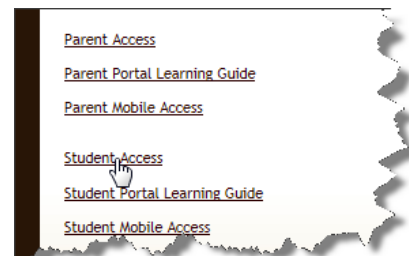 Parent Access
Parent Portal Learning Guide
Parent Mobile Access
Student Access
Student Portal Learning Guide
Student Mobile Access